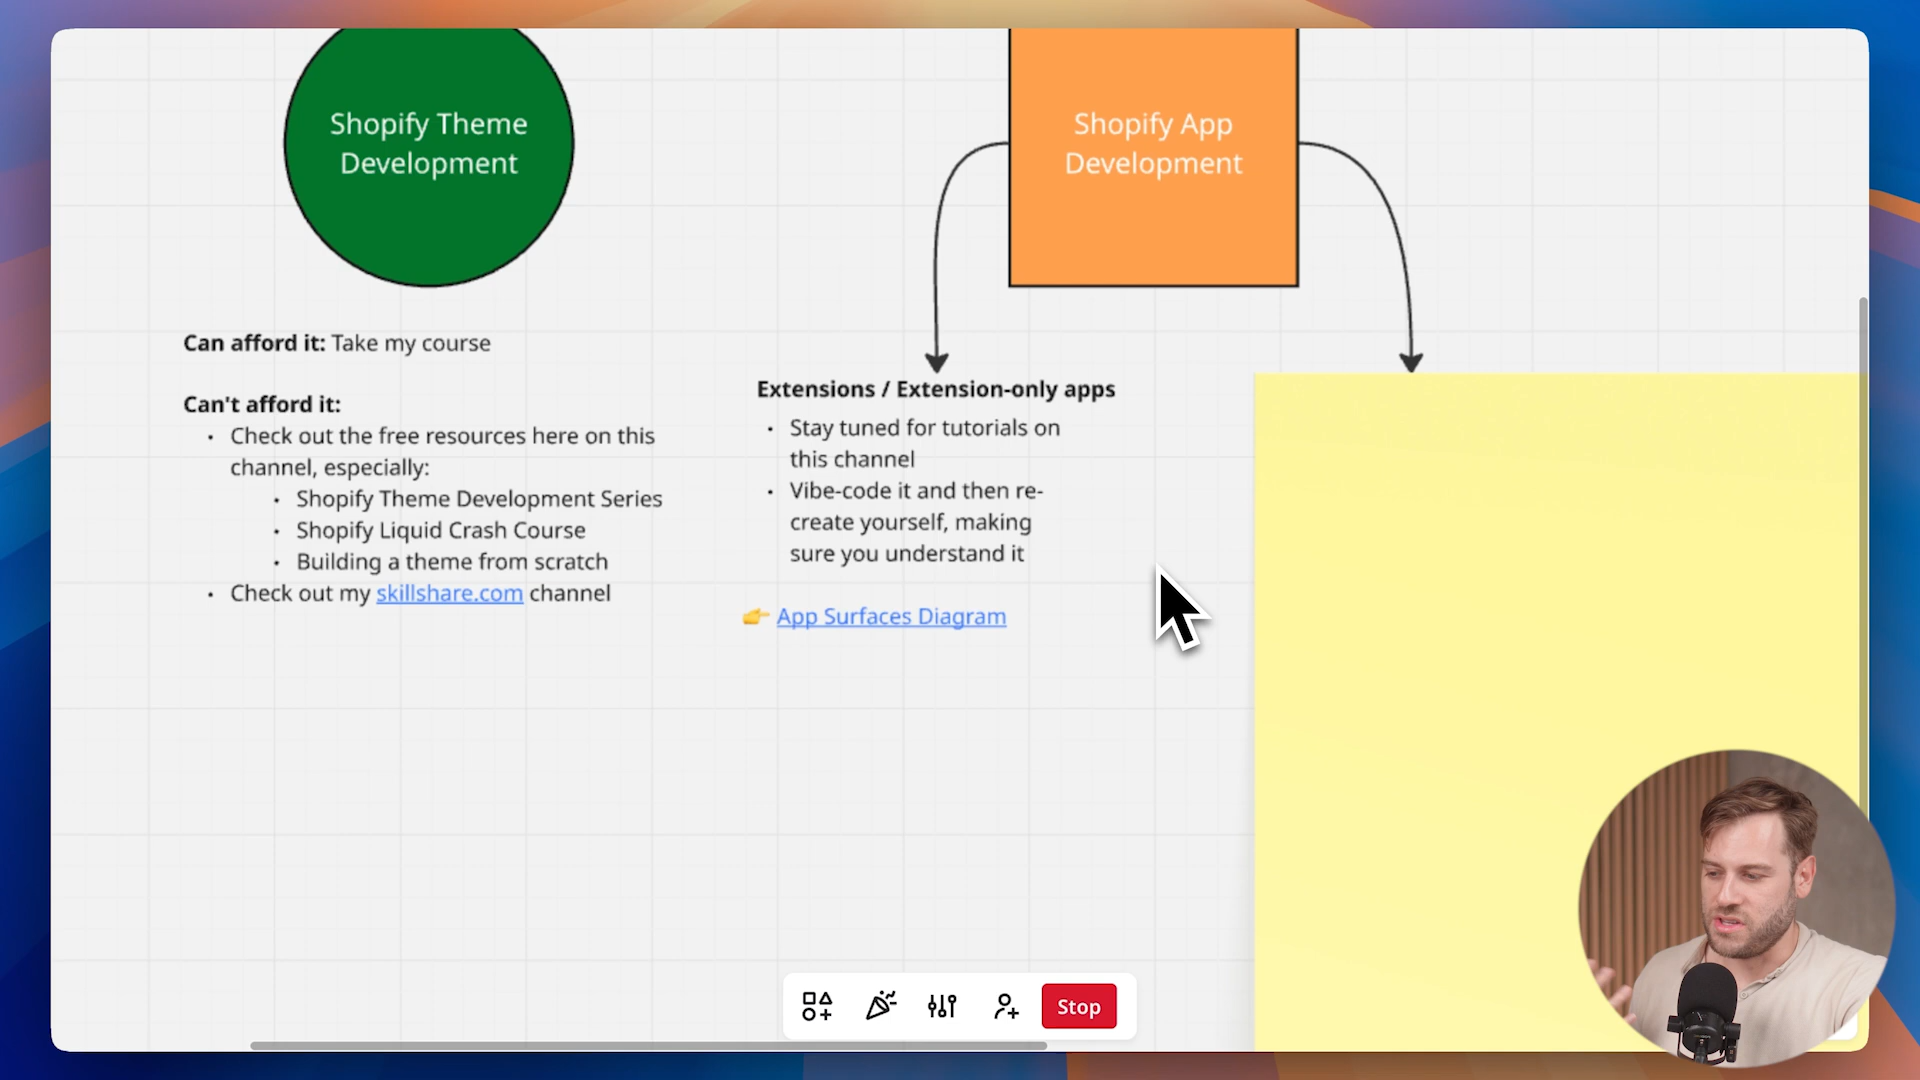 Shopify Theme
Development
Shopify App
Development
Can afford it: Take my course
Can't afford it:
• Check out the free resources here on this
channel, especially:
• Shopify Theme Development Series
• Shopify Liquid Crash Course
• Building a theme from scratch
• Check out my skillshare.com channel
Extensions / Extension-only apps
• Stay tuned for tutorials on
this channel
• Vibe-code it and then re-
create yourself, making
sure you understand it
👉 App Surfaces Diagram
Stop